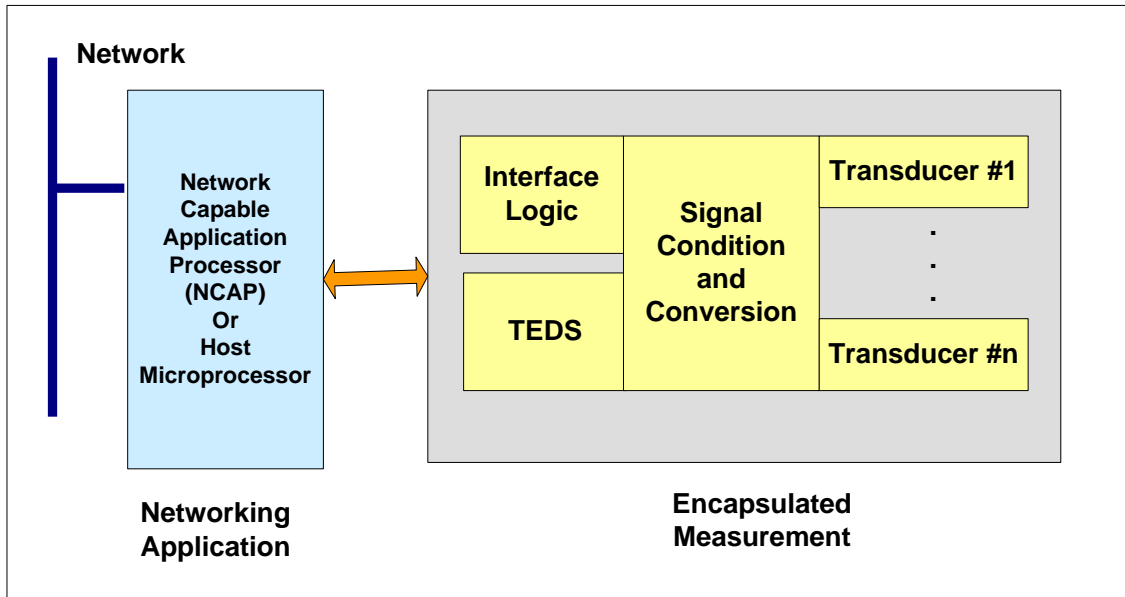 Network
Network
Capable
Application
Processor
(NCAP)
Or
Host
Microprocessor
Interface
Logic
TEDS
Signal
Condition
and
Conversion
Transducer #1
.
.
.
Transducer #n
Networking
Application
Encapsulated
Measurement